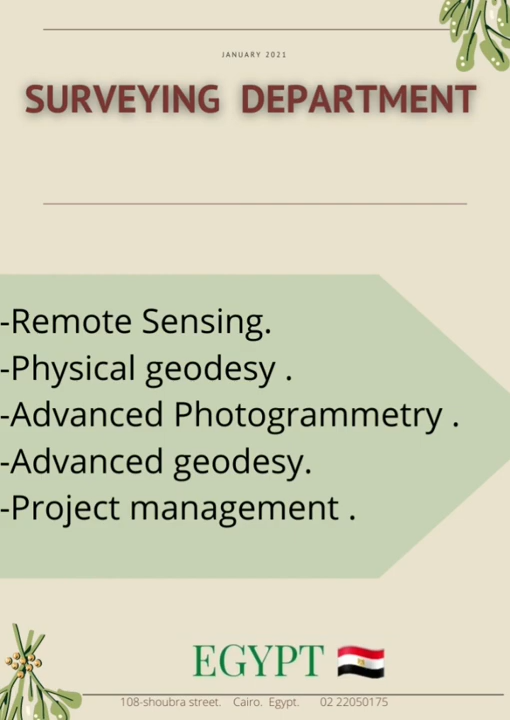 JANUARY 2021
SURVEYING DEPARTMENT
-Remote Sensing.
-Physical geodesy .
-Advanced Photogrammetry .
-Advanced geodesy.
-Project management .
EGYPT 🇪🇬
108-shoubra street. Cairo. Egypt. 02 22050175